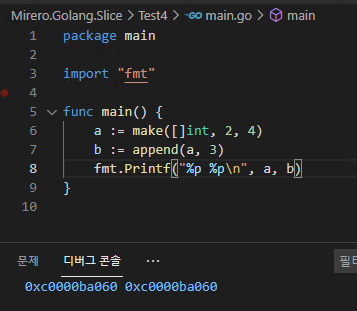 Mirero.Golang.Slice > Test4 > main.go > main
1 package main
2
3 import "fmt"
4
5 func main() {
6 a := make([]int, 2, 4)
7 b := append(a, 3)
8 fmt.Printf("%p %p\n", a, b)
9 }
10
문제 디버그 콘솔 ... 필터
0xc0000ba060 0xc0000ba060